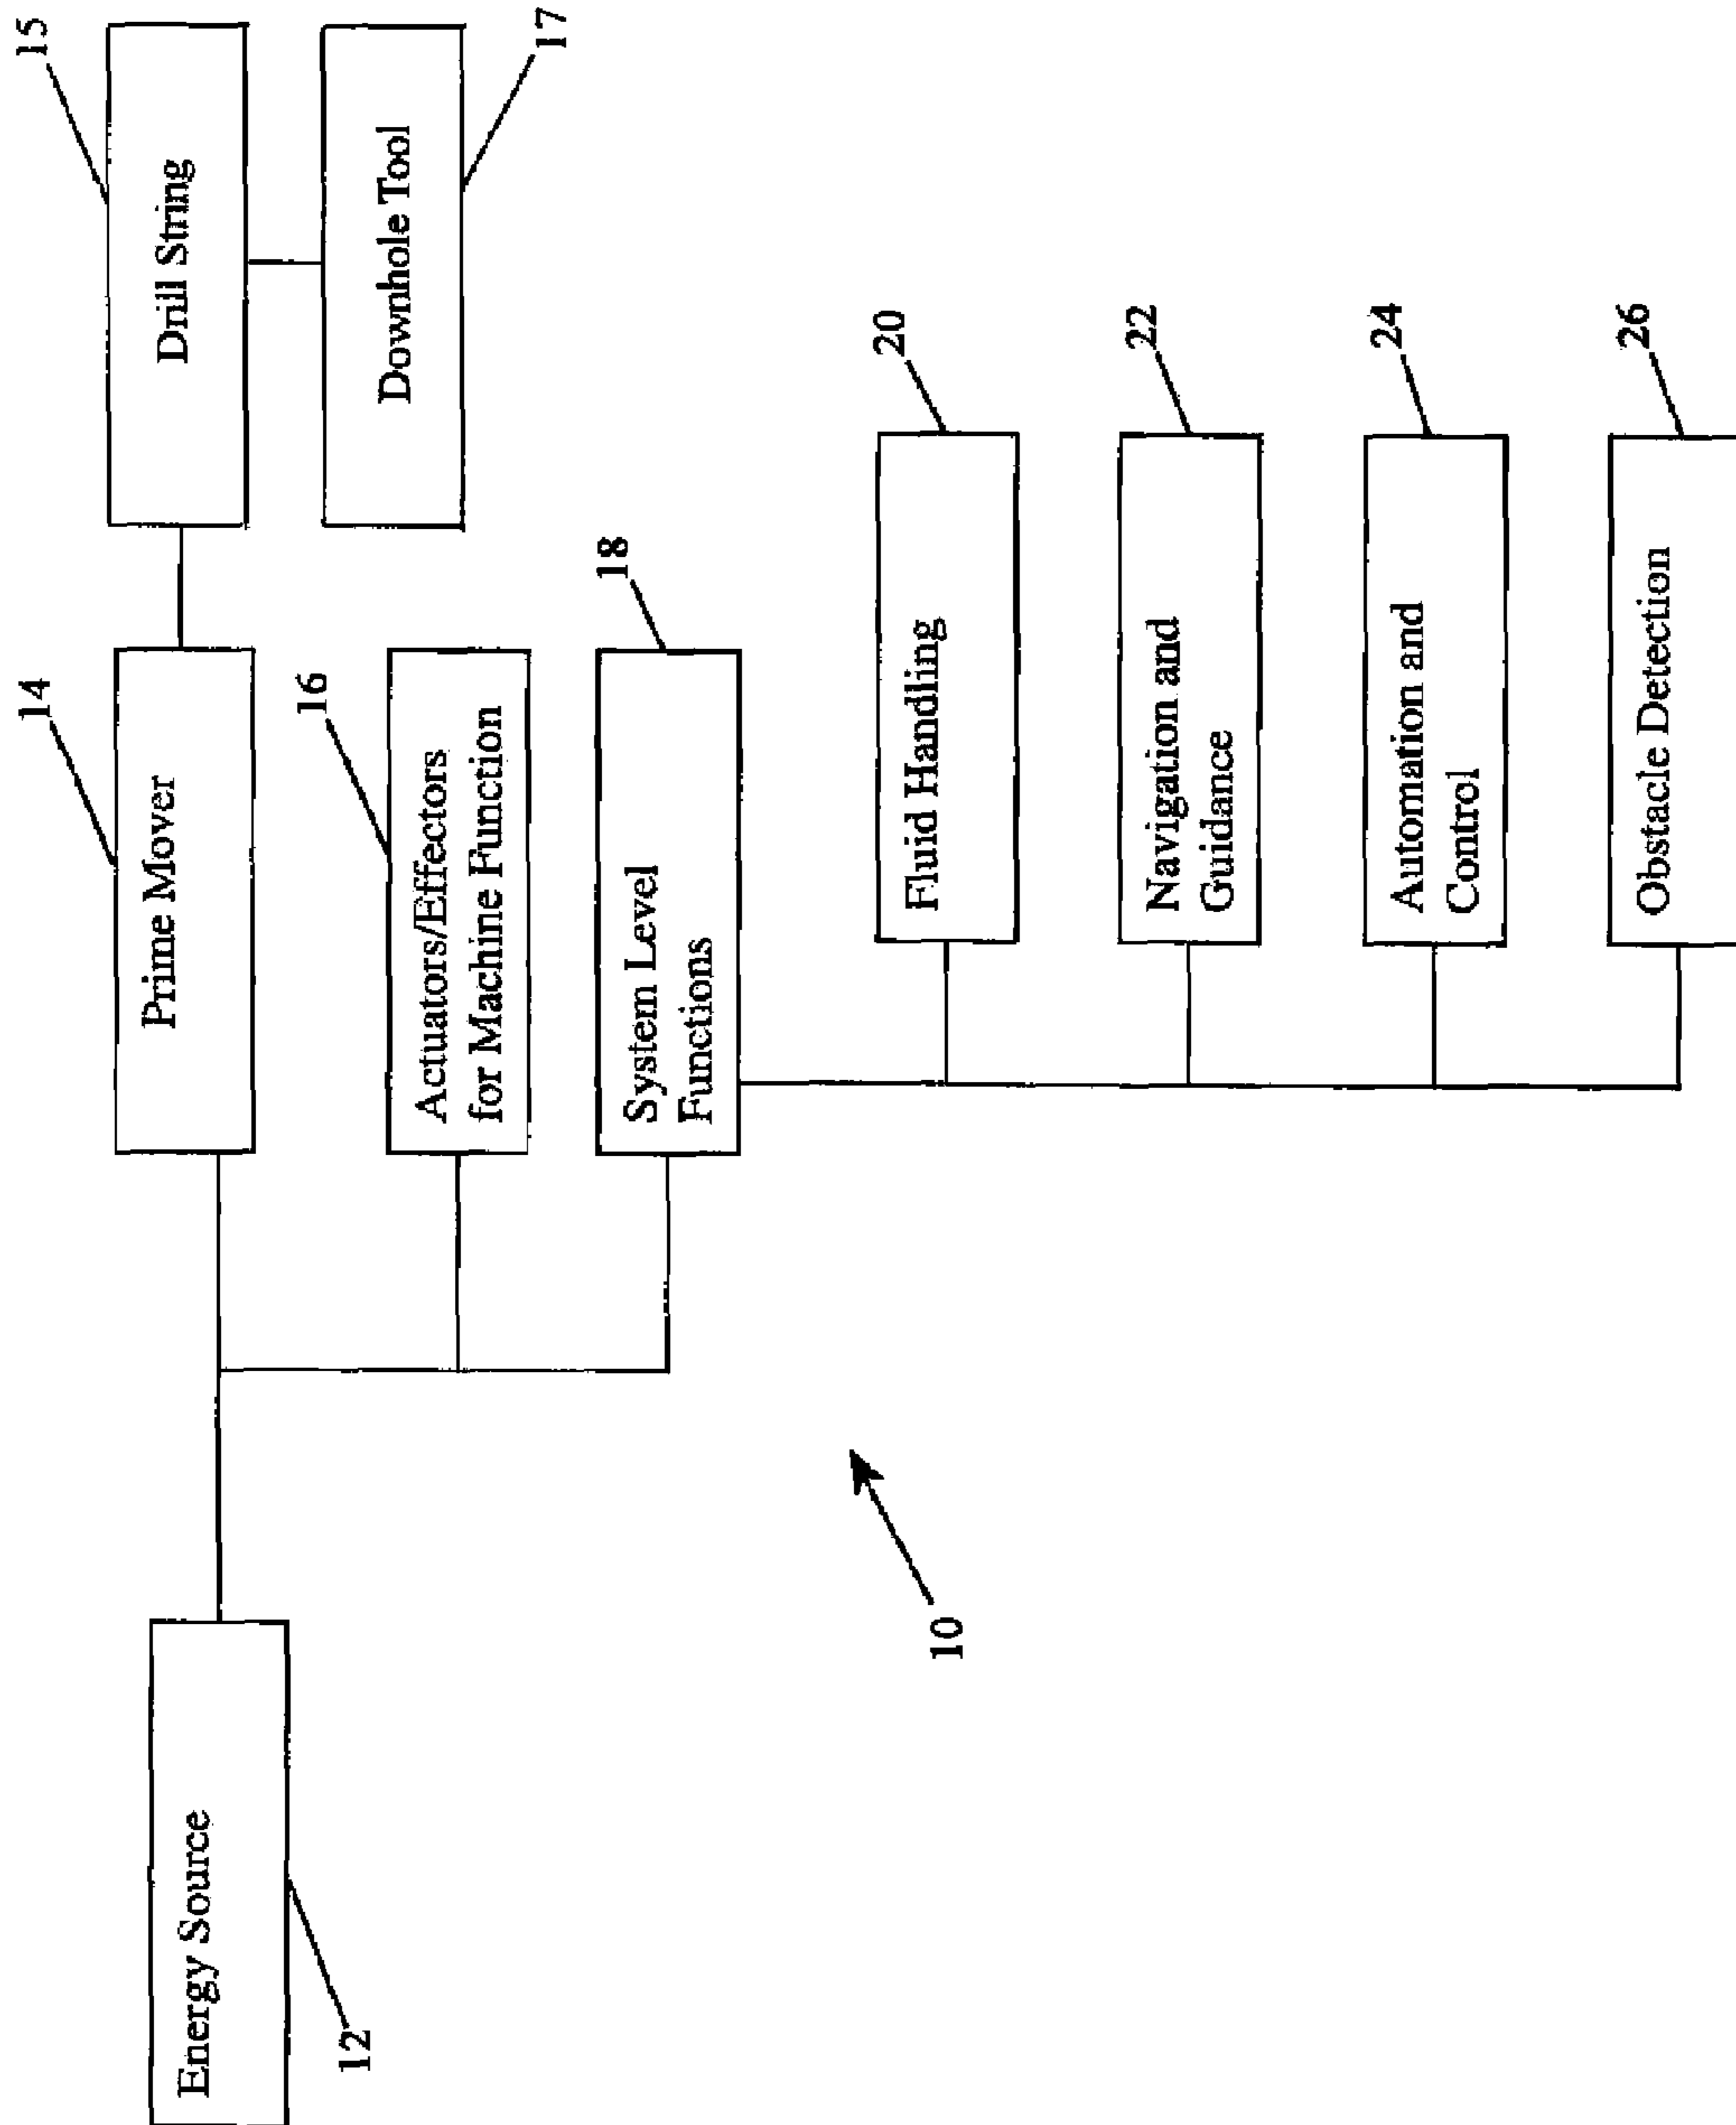 15
Drill String
17
Downhole Tool
14
Prime Mover
16
Actuators/Effectors
for Machine Function
18
System Level
Functions
20
Fluid Handling
22
Navigation and
Guidance
24
Automation and
Control
26
Obstacle Detection
Energy Source
12
10